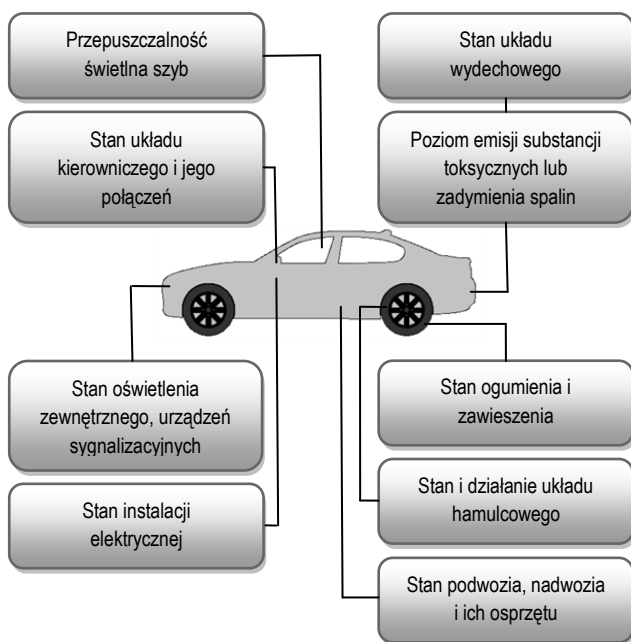 Przepuszczalność
świetlna szyb
Stan układu
wydechowego
Stan układu
kierowniczego i jego
połączeń
Poziom emisji substancji
toksycznych lub
zadymienia spalin
Stan oświetlenia
zewnętrznego, urządzeń
sygnalizacyjnych
Stan ogumienia i
zawieszenia
Stan instalacji
elektrycznej
Stan i działanie układu
hamulcowego
Stan podwozia, nadwozia
i ich osprzętu